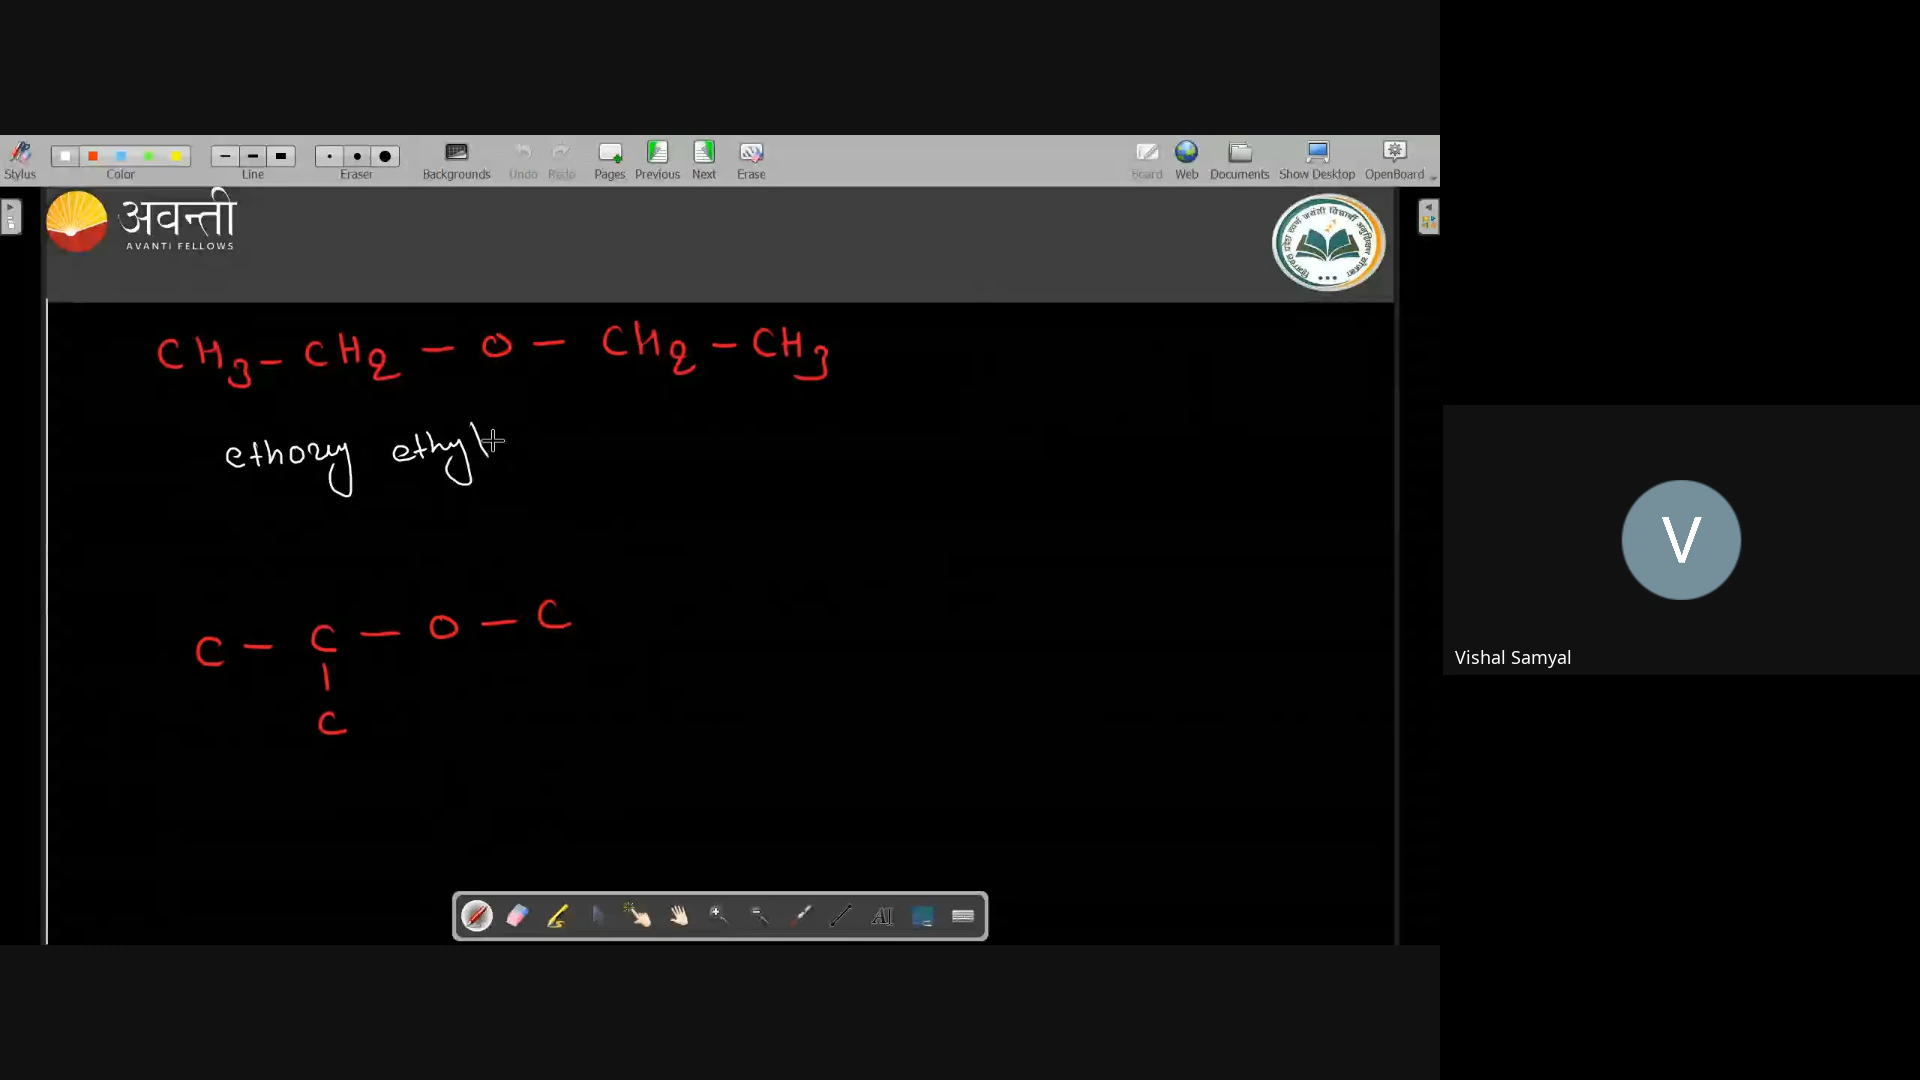 Stylus Color Line Eraser Backgrounds Undo Redo Pages Previous Next Erase Board Web Documents Show Desktop OpenBoard
अवन्ती
AVANTI FELLOWS
CH3 - CH2 - O - CH2 - CH3
ethoxy ethyl
C - C - O - C
|
C
V
Vishal Samyal
AI